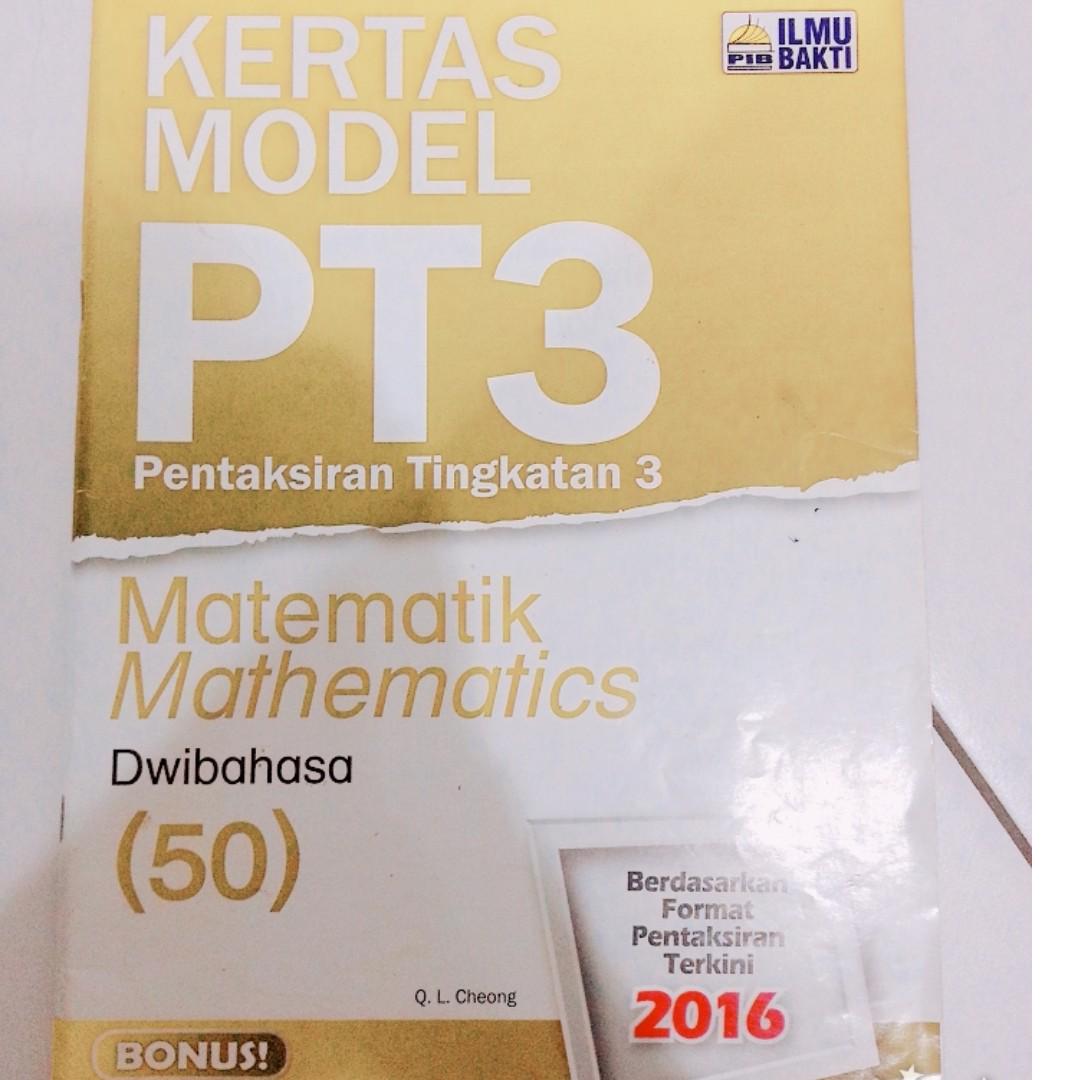 KERTAS
MODEL
PIB
ILMU
BAKTI
PT3
Pentaksiran Tingkatan 3
Matematik
Mathematics
Dwibahasa
(50)
Berdasarkan
Format
Pentaksiran
Terkini
2016
Q. L. Cheong
BONUS!